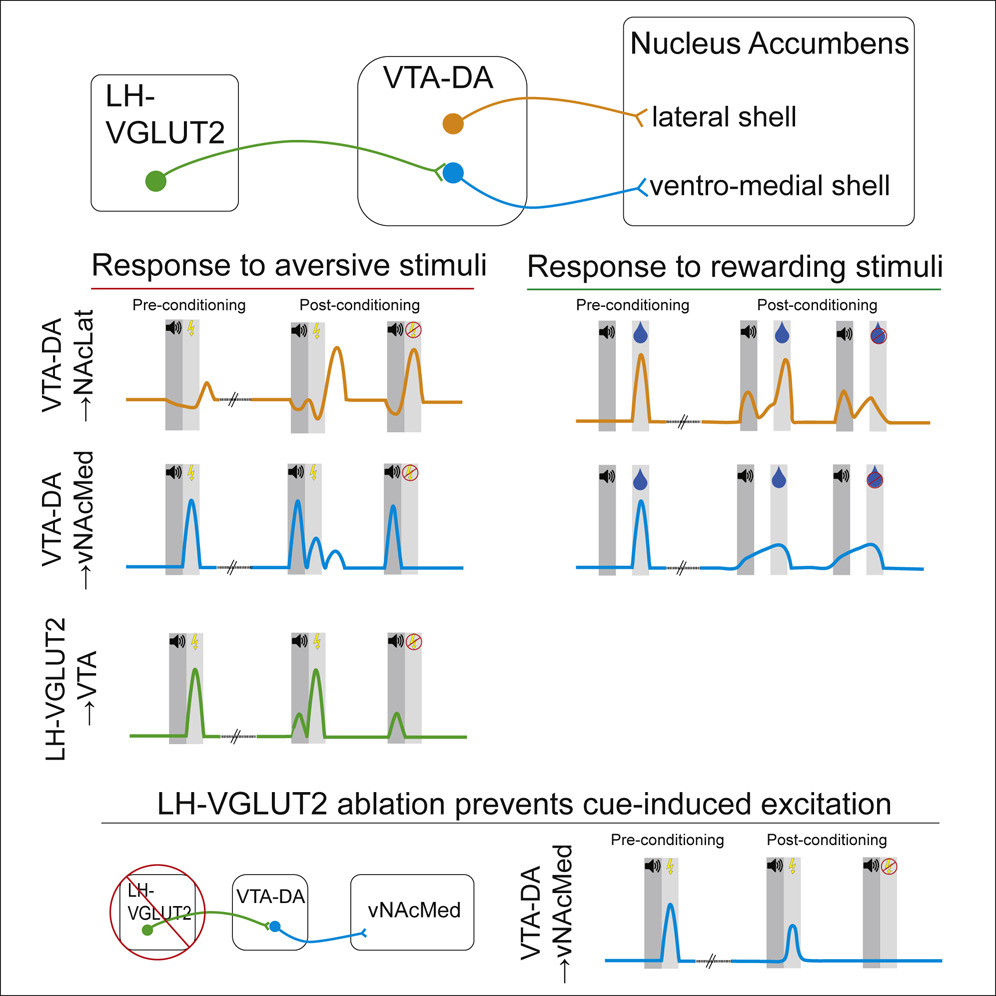 LH-
VGLUT2
VTA-DA
Nucleus Accumbens
lateral shell
ventro-medial shell
Response to aversive stimuli
Response to rewarding stimuli
Pre-conditioning
Post-conditioning
Pre-conditioning
Post-conditioning
VTA-DA
→NAcLat
VTA-DA
→vNAcMed
LH-VGLUT2
→VTA
LH-VGLUT2 ablation prevents cue-induced excitation
LH-
VGLUT2
VTA-DA
vNAcMed
VTA-DA
→vNAcMed
Pre-conditioning
Post-conditioning